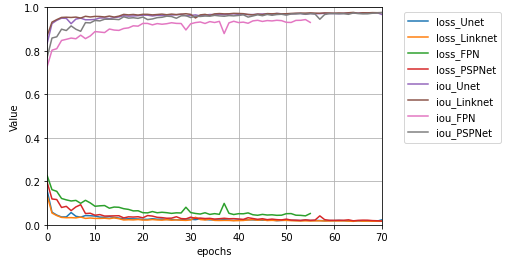 1.0
0.8
0.6
0.4
0.2
0.0
Value
0
10
20
30
40
50
60
70
epochs
loss_Unet
loss_Linknet
loss_FPN
loss_PSPNet
iou_Unet
iou_Linknet
iou_FPN
iou_PSPNet